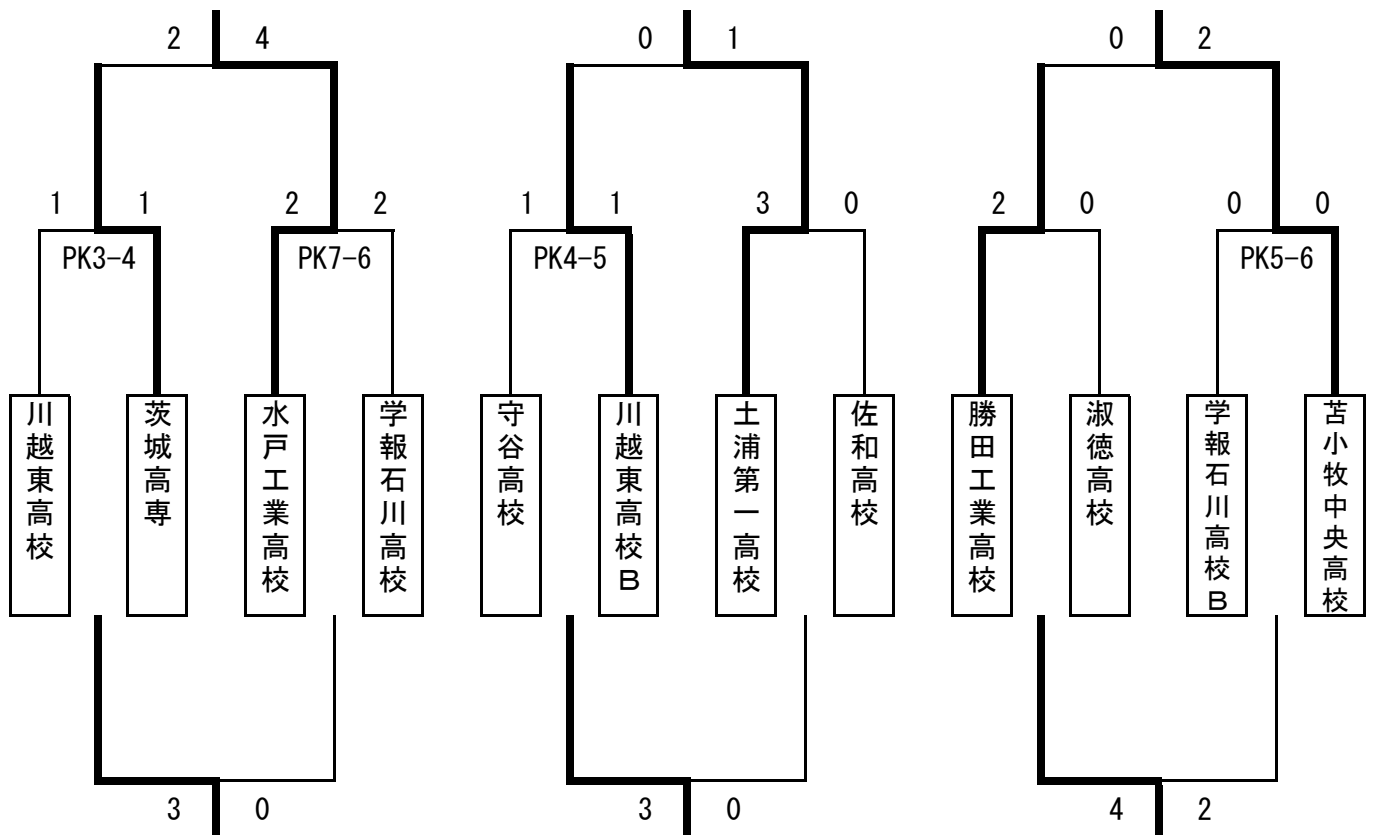 2 4 0 1 0 2
1 1 2 2 1 1 3 0 2 0 0 0
PK3-4 PK7-6 PK4-5 PK5-6
川越東高校
茨城高専
水戸工業高校
学報石川高校
守谷高校
川越東高校B
土浦第一高校
佐和高校
勝田工業高校
淑徳高校
学報石川高校B
苫小牧中央高校
3 0 3 0 4 2